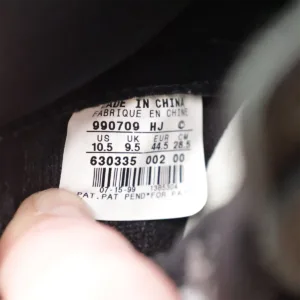 MADE IN CHINA
FABRIQUE EN CHINE
990709 HJ C
US UK EUR CM
10.5 9.5 44.5 28.5
630335 002 00
07-15-99
PAT. PAT PEND*FOR